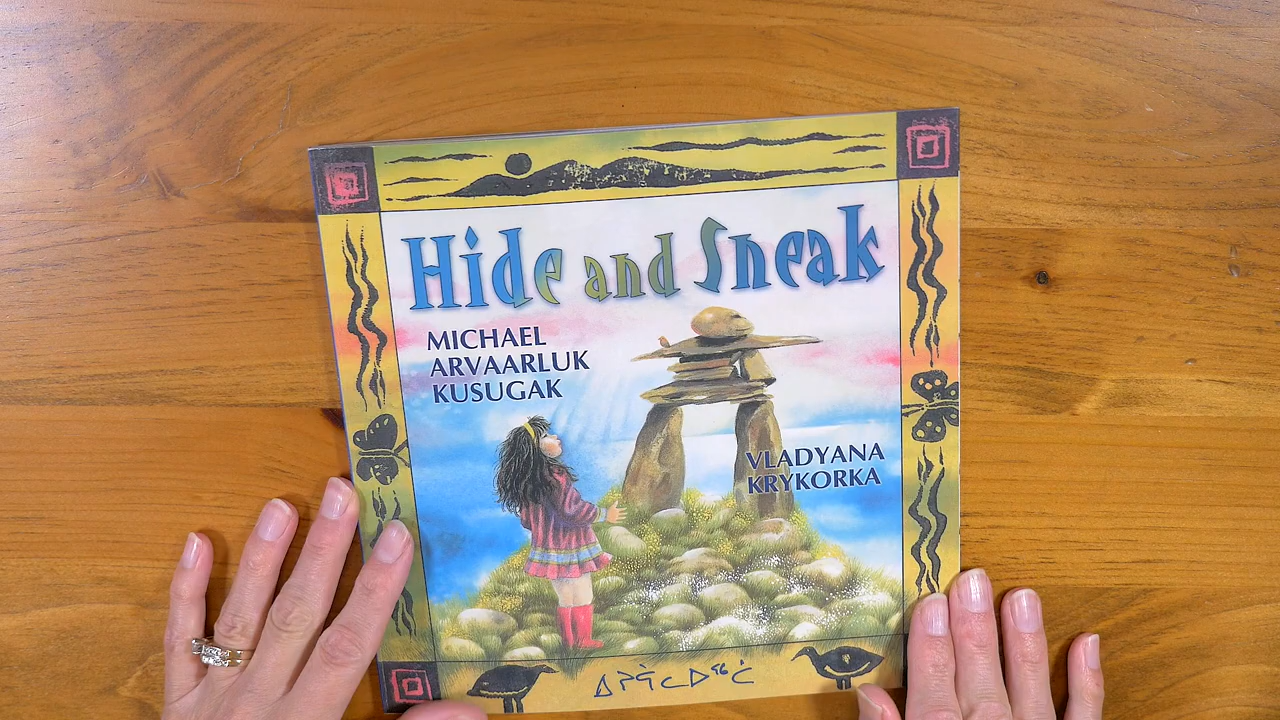 Hide and Sneak
MICHAEL
ARVAARLUK
KUSUGAK
VLADYANA
KRYKORKA